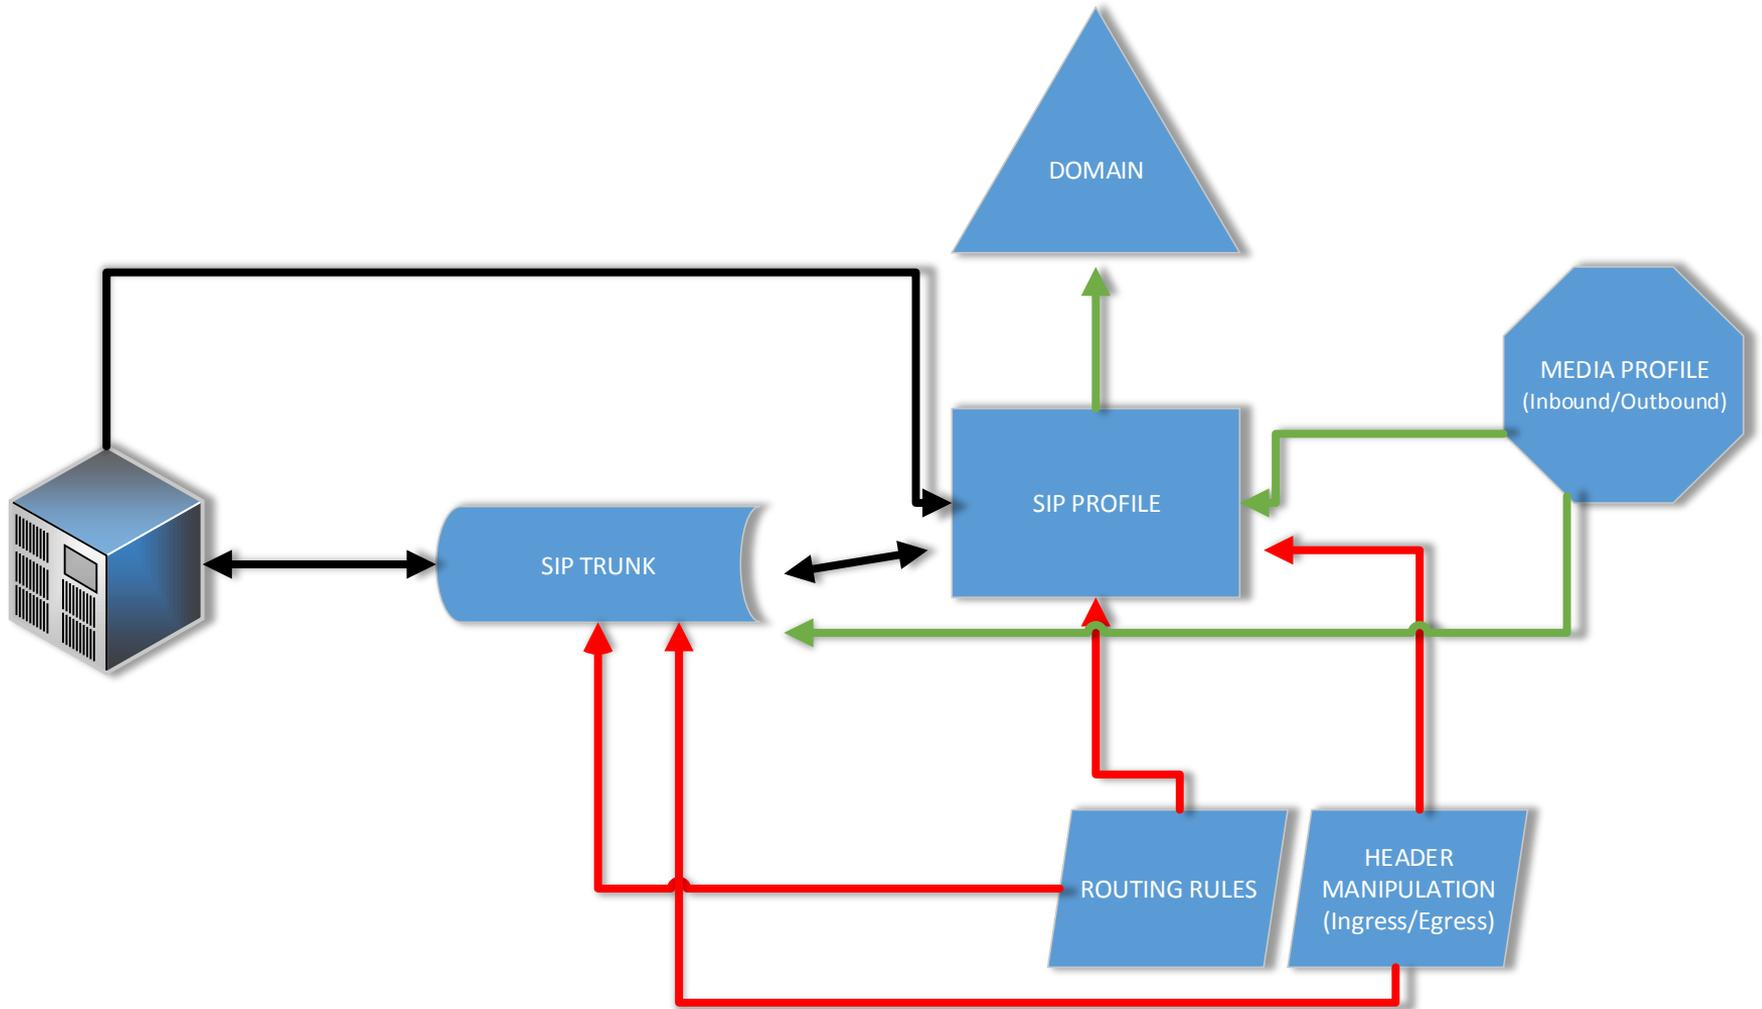 DOMAIN
MEDIA PROFILE
(Inbound/Outbound)
SIP PROFILE
SIP TRUNK
ROUTING RULES
HEADER
MANIPULATION
(Ingress/Egress)